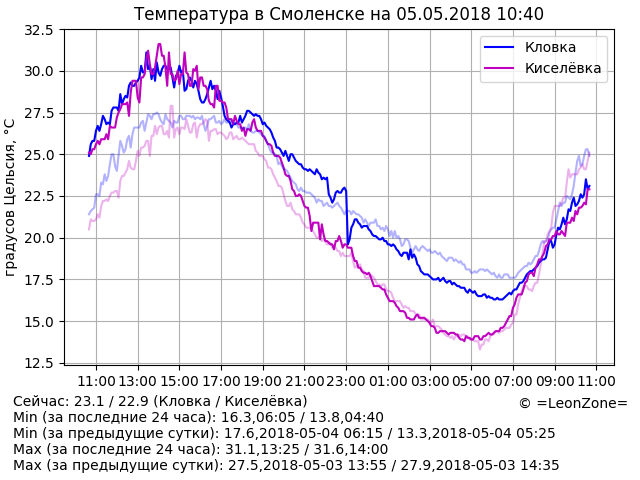 Температура в Смоленске на 05.05.2018 10:40
градусов Цельсия, °C
32.5
30.0
27.5
25.0
22.5
20.0
17.5
15.0
12.5
Кловка
Киселёвка
11:00 13:00 15:00 17:00 19:00 21:00 23:00 01:00 03:00 05:00 07:00 09:00 11:00
© =LeonZone=
Сейчас: 23.1 / 22.9 (Кловка / Киселёвка)
Min (за последние 24 часа): 16.3,06:05 / 13.8,04:40
Min (за предыдущие сутки): 17.6,2018-05-04 06:15 / 13.3,2018-05-04 05:25
Max (за последние 24 часа): 31.1,13:25 / 31.6,14:00
Max (за предыдущие сутки): 27.5,2018-05-03 13:55 / 27.9,2018-05-03 14:35